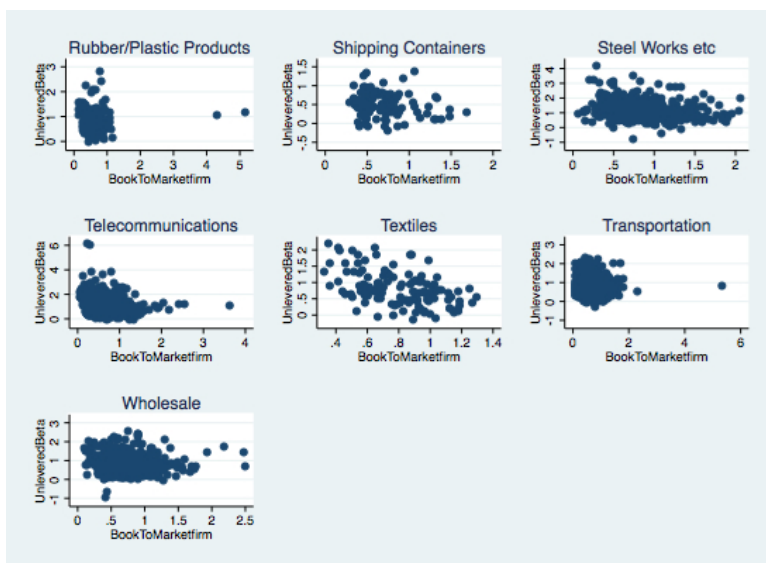 Rubber/Plastic Products
UnleveredBeta
0 1 2 3
0 1 2 3 4 5
BookToMarketfirm
Shipping Containers
UnleveredBeta
-.5 0 .5 1 1.5
0 .5 1 1.5 2
BookToMarketfirm
Steel Works etc
UnleveredBeta
-1 0 1 2 3 4
0 .5 1 1.5 2
BookToMarketfirm
Telecommunications
UnleveredBeta
0 2 4 6
0 1 2 3 4
BookToMarketfirm
Textiles
UnleveredBeta
0 .5 1 1.5 2
.4 .6 .8 1 1.2 1.4
BookToMarketfirm
Transportation
UnleveredBeta
-1 0 1 2 3
0 2 4 6
BookToMarketfirm
Wholesale
UnleveredBeta
-1 0 1 2 3
0 .5 1 1.5 2 2.5
BookToMarketfirm